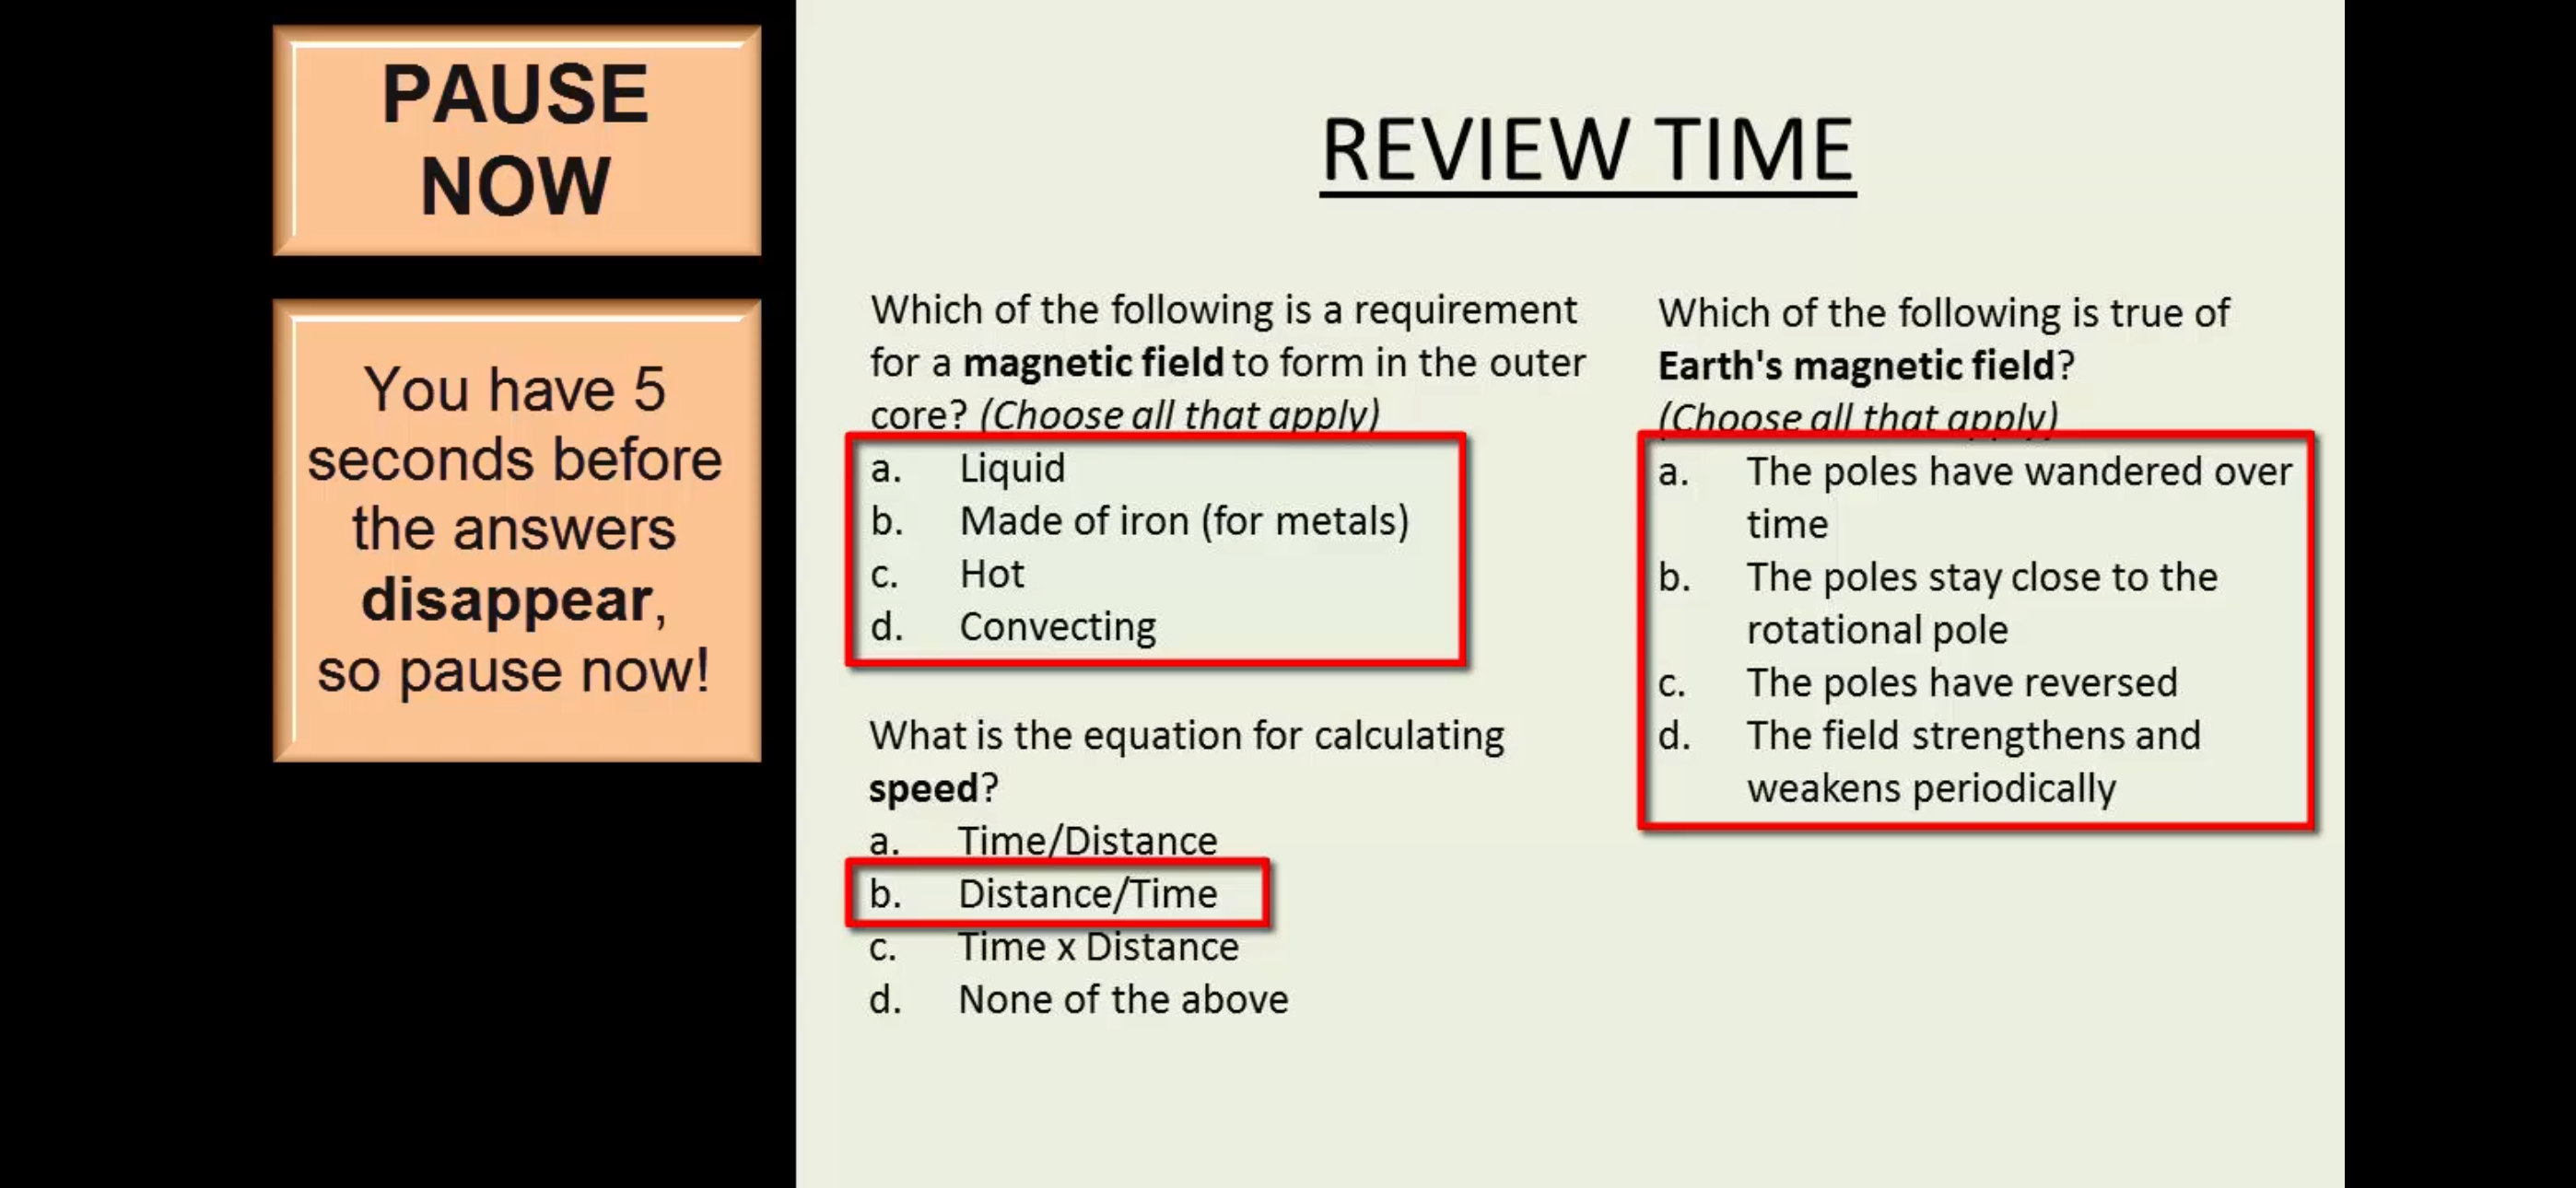 PAUSE
NOW
You have 5
seconds before
the answers
disappear,
so pause now!
REVIEW TIME
Which of the following is a requirement
for a magnetic field to form in the outer
core? (Choose all that apply)
a. Liquid
b. Made of iron (for metals)
c. Hot
d. Convecting
What is the equation for calculating
speed?
a. Time/Distance
b. Distance/Time
c. Time x Distance
d. None of the above
Which of the following is true of
Earth's magnetic field?
(Choose all that apply)
a. The poles have wandered over
time
b. The poles stay close to the
rotational pole
c. The poles have reversed
d. The field strengthens and
weakens periodically